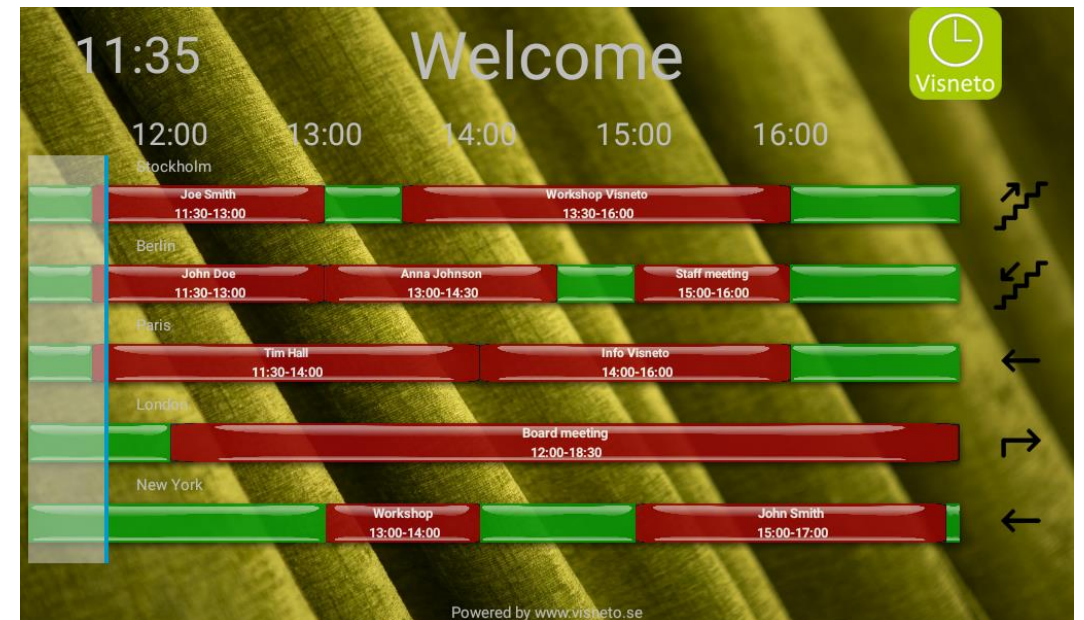 11:35
Welcome
Visneto
12:00 13:00 14:00 15:00 16:00
Stockholm
Joe Smith
11:30-13:00
Workshop Visneto
13:30-16:00
Berlin
John Doe
11:30-13:00
Anna Johnson
13:00-14:30
Staff meeting
15:00-16:00
Paris
Tim Hall
11:30-14:00
Info Visneto
14:00-16:00
London
Board meeting
12:00-18:30
New York
Workshop
13:00-14:00
John Smith
15:00-17:00
Powered by www.visneto.se